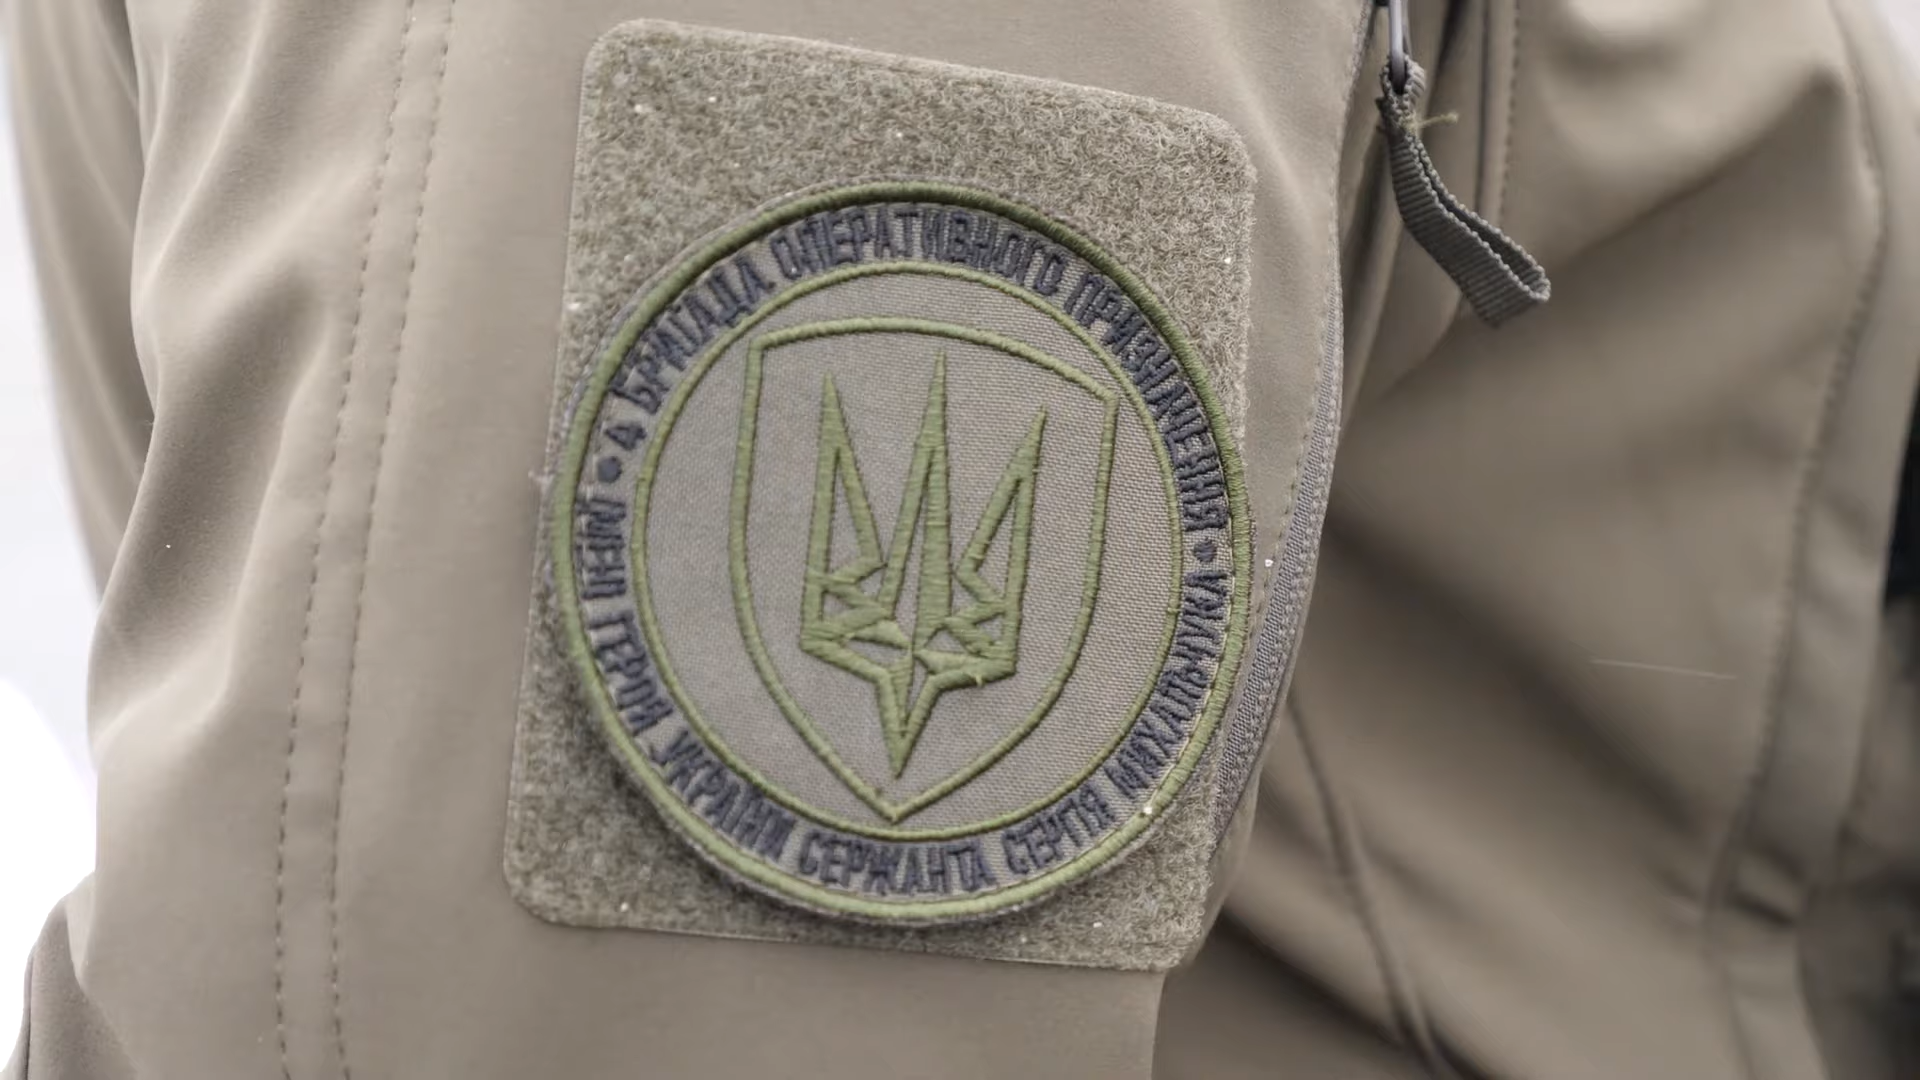 4 БРИГАДА ОПЕРАТИВНОГО ПРИЗНАЧЕННЯ
ІМЕНІ ГЕРОЯ УКРАЇНИ СЕРЖАНТА СЕРГІЯ МИХАЛЬЧУКА